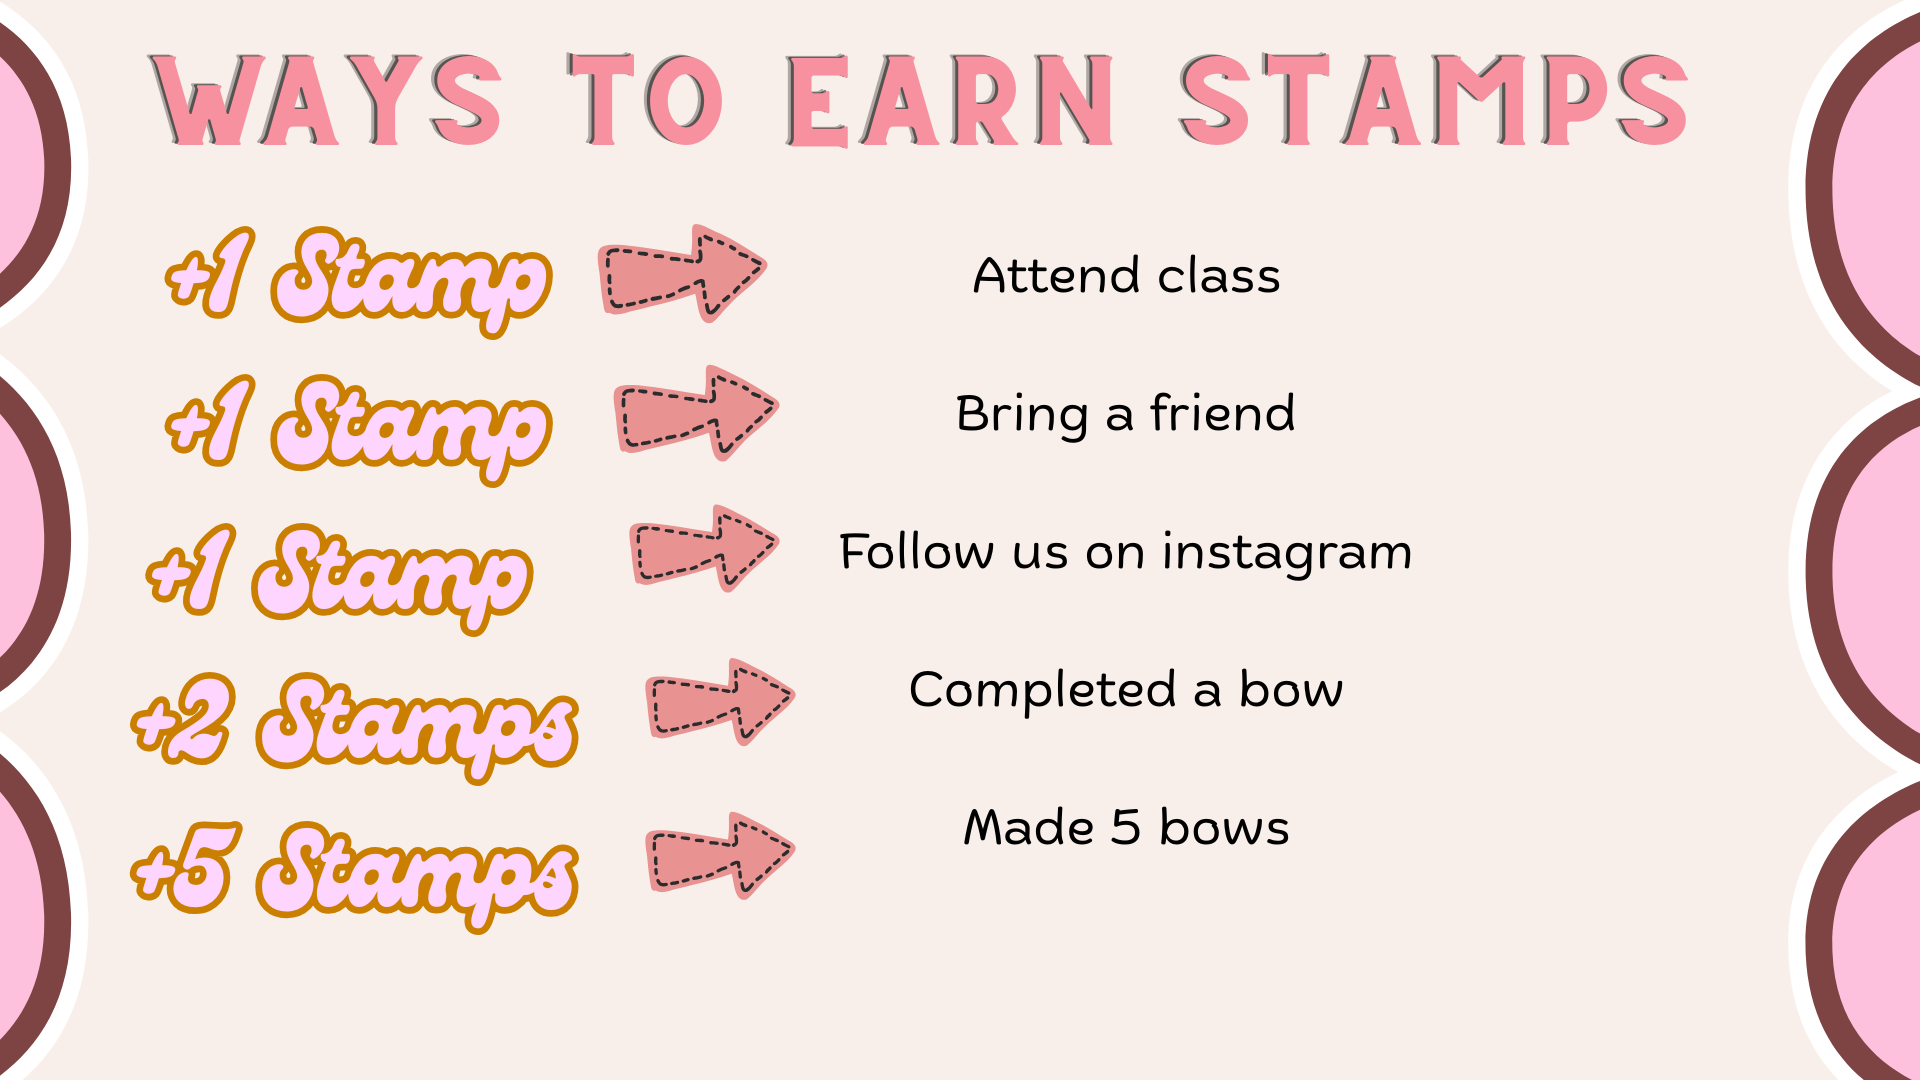 WAYS TO EARN STAMPS
+1 Stamp Attend class
+1 Stamp Bring a friend
+1 Stamp Follow us on instagram
+2 Stamps Completed a bow
+5 Stamps Made 5 bows